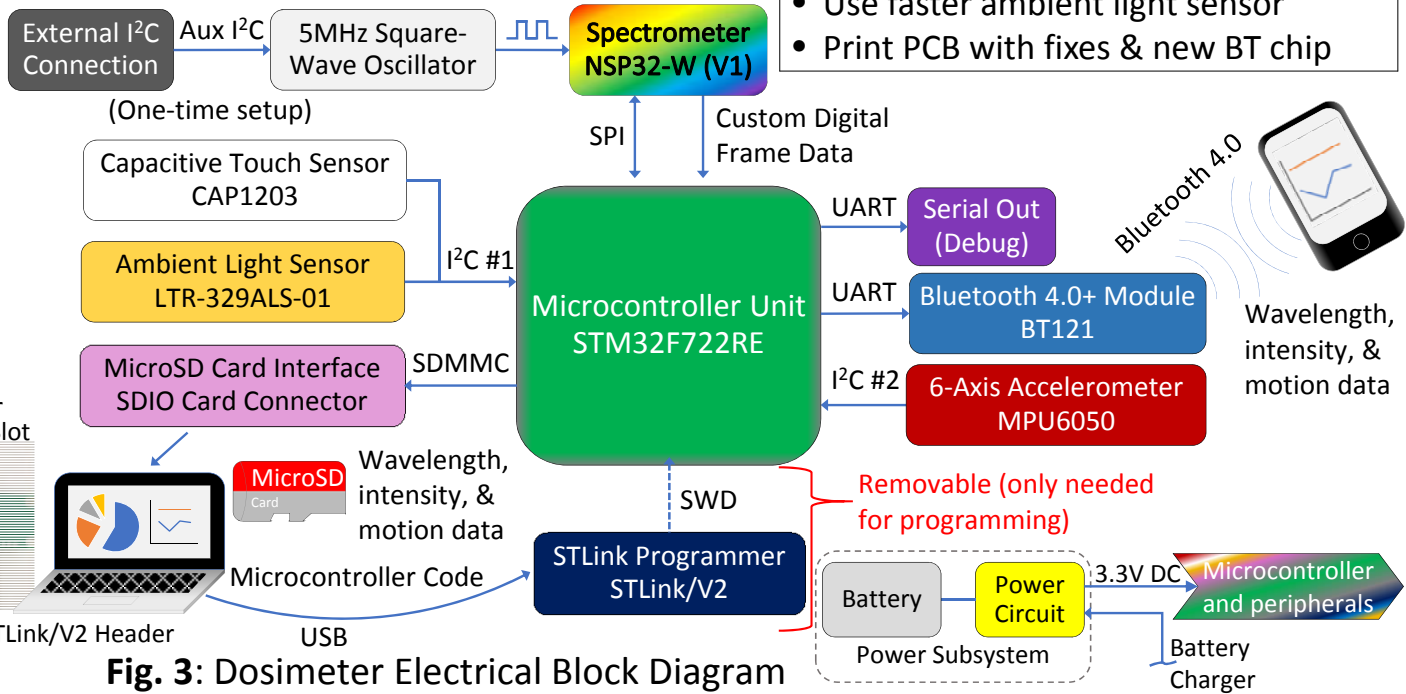 • Use faster ambient light sensor
• Print PCB with fixes & new BT chip
External I²C
Connection
Aux I²C
5MHz Square-
Wave Oscillator
Spectrometer
NSP32-W (V1)
(One-time setup)
SPI
Custom Digital
Frame Data
Capacitive Touch Sensor
CAP1203
Ambient Light Sensor
LTR-329ALS-01
I²C #1
MicroSD Card Interface
SDIO Card Connector
SDMMC
Microcontroller Unit
STM32F722RE
UART
Serial Out
(Debug)
UART
Bluetooth 4.0+ Module
BT121
I²C #2
6-Axis Accelerometer
MPU6050
Bluetooth 4.0
Wavelength,
intensity, &
motion data
lot
MicroSD
Card
Wavelength,
intensity, &
motion data
SWD
Removable (only needed
for programming)
STLink Programmer
STLink/V2
Microcontroller Code
USB
TLink/V2 Header
Battery
Power
Circuit
Power Subsystem
3.3V DC
Microcontroller
and peripherals
Battery
Charger
Fig. 3: Dosimeter Electrical Block Diagram